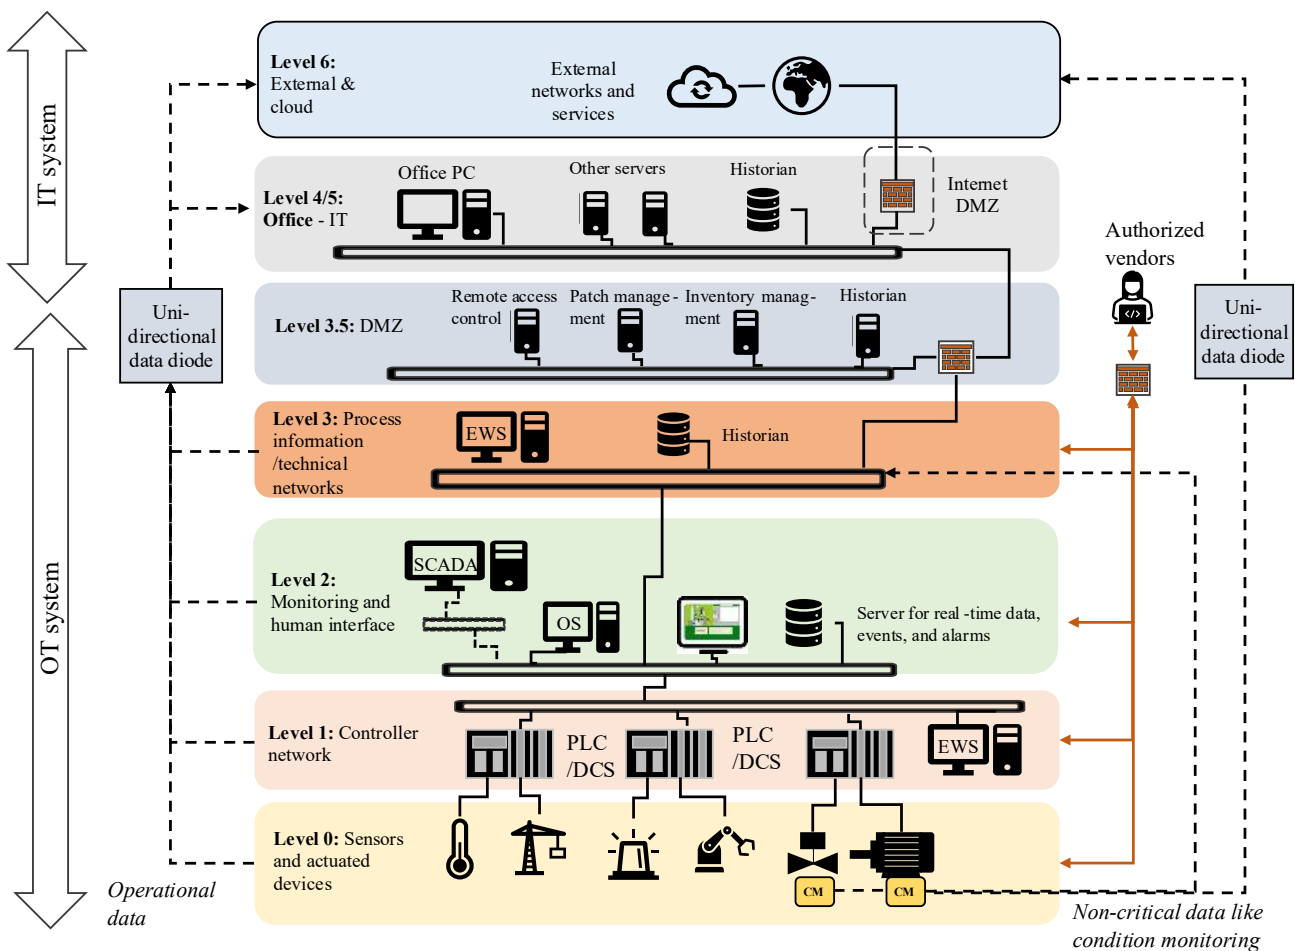 IT system
OT system
Level 6:
External &
cloud
External
networks and
services
Level 4/5:
Office - IT
Office PC
Other servers
Historian
Internet
DMZ
Authorized
vendors
Uni-
directional
data diode
Uni-
directional
data diode
Level 3.5: DMZ
Remote access
control
Patch manage -
ment
Inventory manag-
ment
Historian
Level 3: Process
information
/technical
networks
EWS
Historian
Level 2:
Monitoring and
human interface
SCADA
OS
Server for real -time data,
events, and alarms
Level 1: Controller
network
PLC
/DCS
PLC
/DCS
EWS
Level 0: Sensors
and actuated
devices
CM
CM
Operational
data
Non-critical data like
condition monitoring